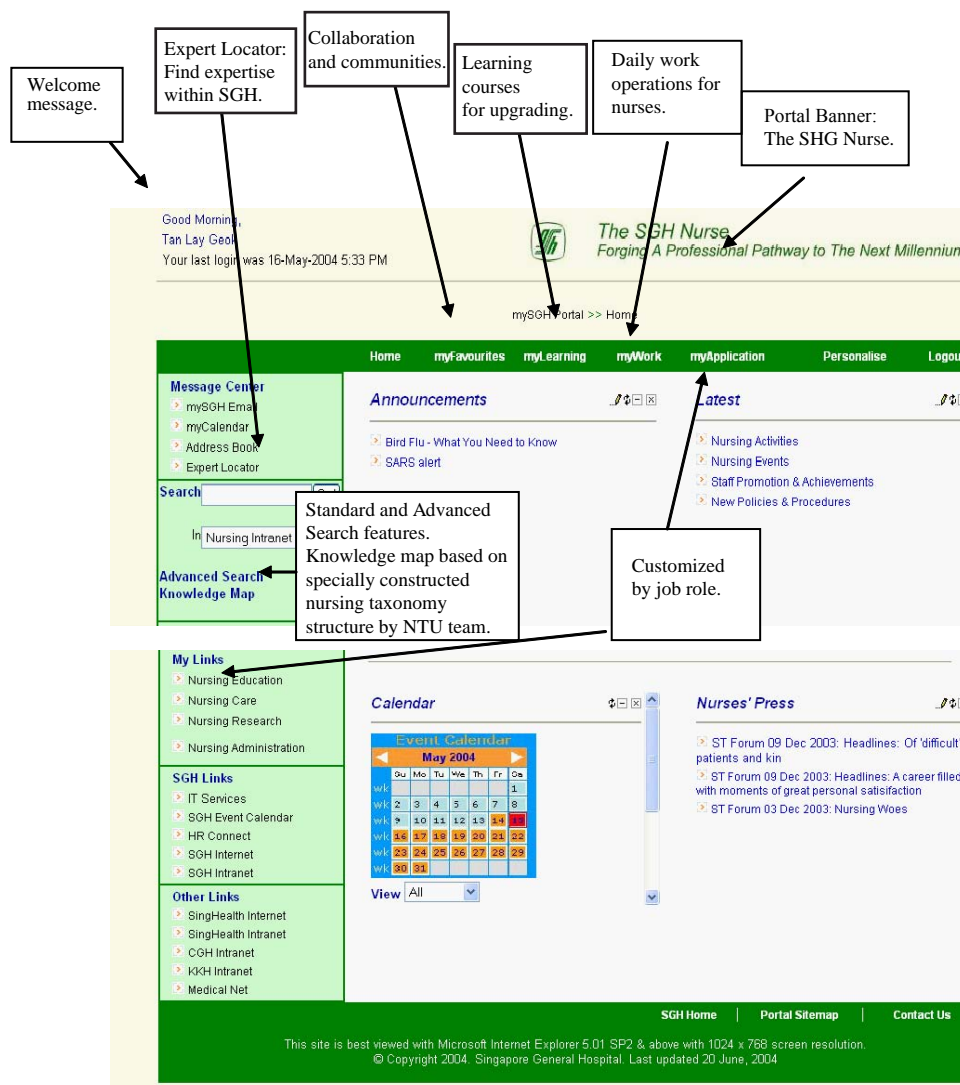 Welcome
message.
Expert Locator:
Find expertise
within SGH.
Collaboration
and communities.
Learning
courses
for upgrading.
Daily work
operations for
nurses.
Portal Banner:
The SHG Nurse.
Good Morning,
Tan Lay Geok
Your last login was 16-May-2004 5:33 PM
The SGH Nurse
Forging A Professional Pathway to The Next Millennium
mySGH Portal >> Home
Home myFavourites myLearning myWork myApplication Personalise Logou
Message Center
mySGH Email
myCalendar
Address Book
Expert Locator
Search
In Nursing Intranet
Advanced Search
Knowledge Map
Announcements
Bird Flu - What You Need to Know
SARS alert
Latest
Nursing Activities
Nursing Events
Staff Promotion & Achievements
New Policies & Procedures
Standard and Advanced
Search features.
Knowledge map based on
specially constructed
nursing taxonomy
structure by NTU team.
Customized
by job role.
My Links
Nursing Education
Nursing Care
Nursing Research
Nursing Administration
SGH Links
IT Services
SGH Event Calendar
HR Connect
SGH Internet
SGH Intranet
Other Links
SingHealth Internet
SingHealth Intranet
CGH Intranet
KKH Intranet
Medical Net
Calendar
Event Calendar
May 2004
Su Mo Tu We Th Fr Sa
wk 1
wk 2 3 4 5 6 7 8
wk 9 10 11 12 13 14 15
wk 16 17 18 19 20 21 22
wk 23 24 25 26 27 28 29
wk 30 31
View All
Nurses' Press
ST Forum 09 Dec 2003: Headlines: Of 'difficult'
patients and kin
ST Forum 09 Dec 2003: Headlines: A career filled
with moments of great personal satisifaction
ST Forum 03 Dec 2003: Nursing Woes
SGH Home | Portal Sitemap | Contact Us
This site is best viewed with Microsoft Internet Explorer 5.01 SP2 & above with 1024 x 768 screen resolution.
© Copyright 2004. Singapore General Hospital. Last updated 20 June, 2004